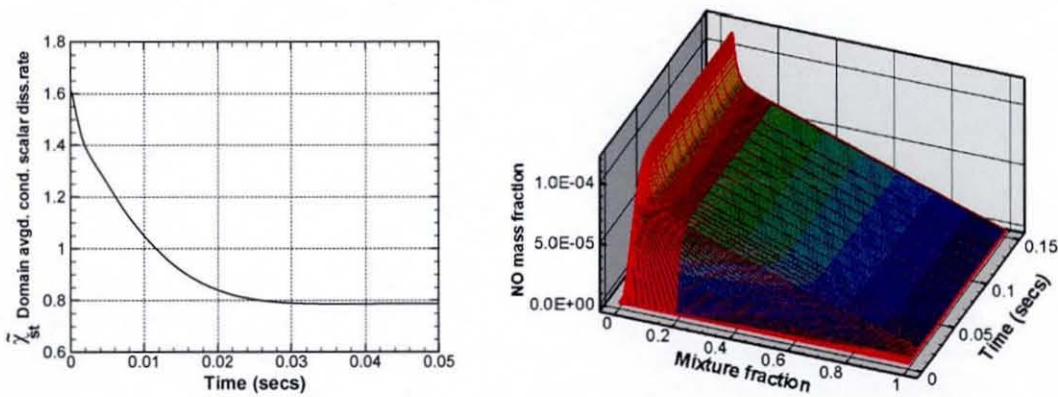 1.8
1.6
1.4
1.2
1
0.8
0.6
χ̃st Domain avgd. cond. scalar diss.rate
0 0.01 0.02 0.03 0.04 0.05
Time (secs)
1.0E-04
5.0E-05
0.0E+00
NO mass fraction
0 0.2 0.4 0.6 0.8 1
Mixture fraction
0 0.05 0.1 0.15
Time (secs)